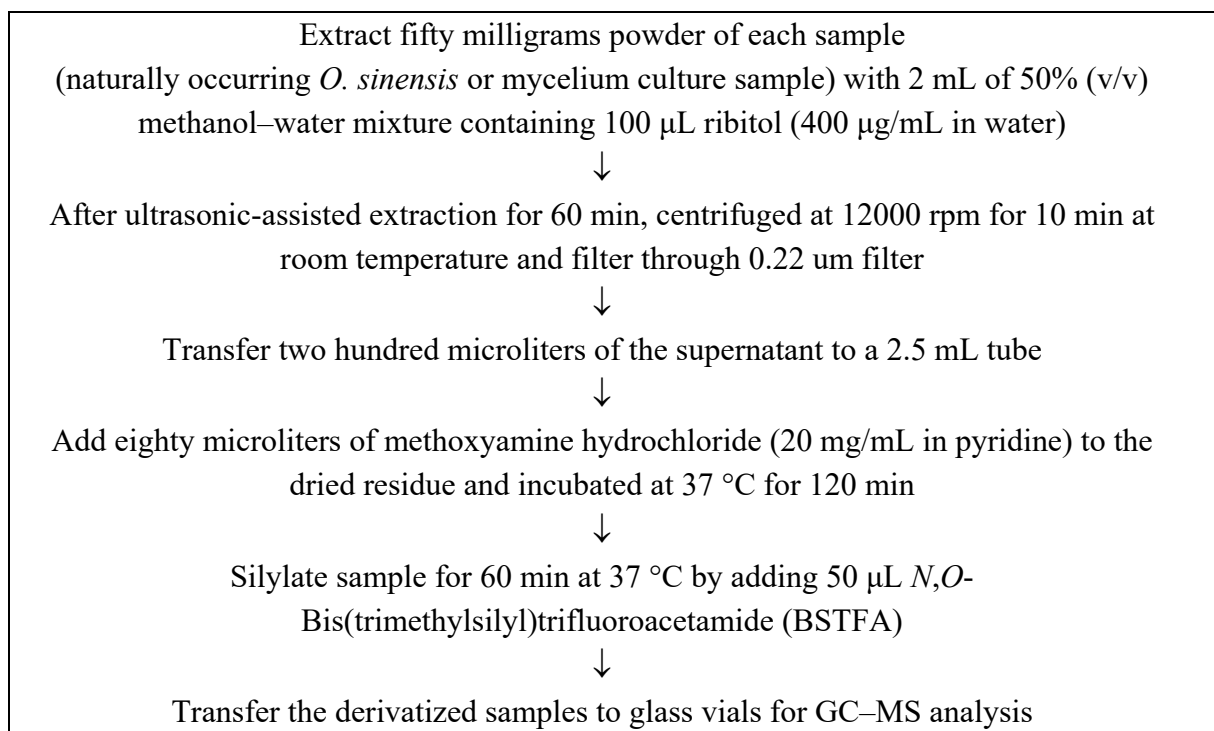 Extract fifty milligrams powder of each sample
(naturally occurring O. sinensis or mycelium culture sample) with 2 mL of 50% (v/v)
methanol–water mixture containing 100 μL ribitol (400 μg/mL in water)
↓
After ultrasonic-assisted extraction for 60 min, centrifuged at 12000 rpm for 10 min at
room temperature and filter through 0.22 um filter
↓
Transfer two hundred microliters of the supernatant to a 2.5 mL tube
↓
Add eighty microliters of methoxyamine hydrochloride (20 mg/mL in pyridine) to the
dried residue and incubated at 37 °C for 120 min
↓
Silylate sample for 60 min at 37 °C by adding 50 μL N,O-
Bis(trimethylsilyl)trifluoroacetamide (BSTFA)
↓
Transfer the derivatized samples to glass vials for GC–MS analysis